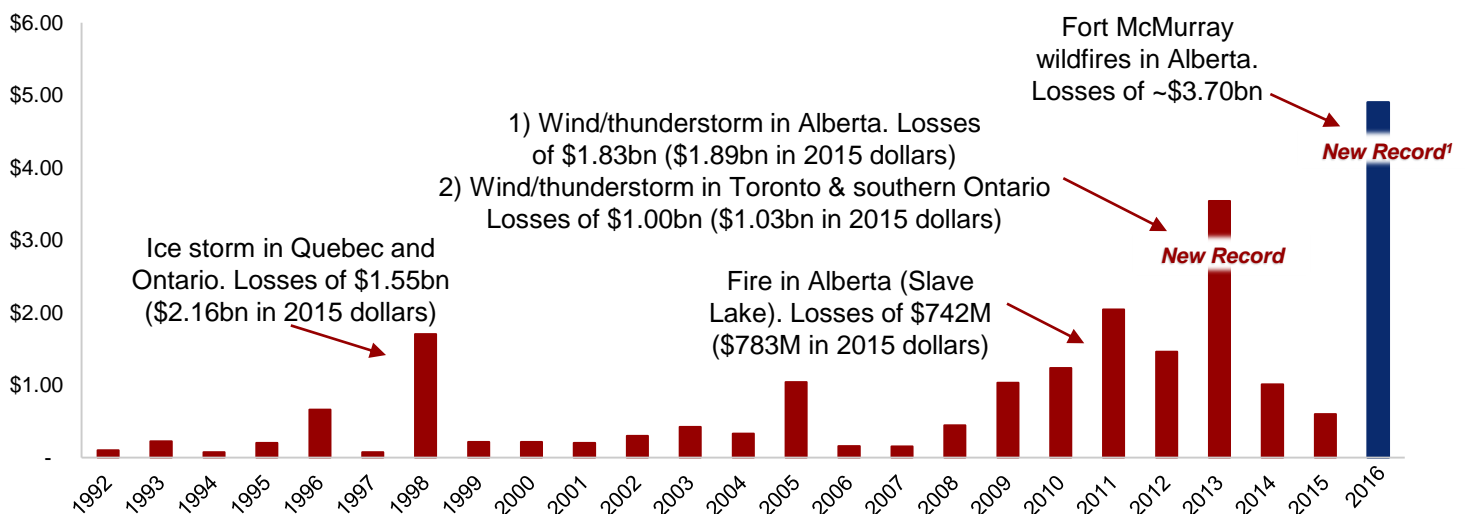 $6.00
$5.00
$4.00
$3.00
$2.00
$1.00
-
Ice storm in Quebec and
Ontario. Losses of $1.55bn
($2.16bn in 2015 dollars)
1) Wind/thunderstorm in Alberta. Losses
of $1.83bn ($1.89bn in 2015 dollars)
2) Wind/thunderstorm in Toronto & southern Ontario
Losses of $1.00bn ($1.03bn in 2015 dollars)
Fire in Alberta (Slave
Lake). Losses of $742M
($783M in 2015 dollars)
New Record
Fort McMurray
wildfires in Alberta.
Losses of ~$3.70bn
New Record¹
1992
1993
1994
1995
1996
1997
1998
1999
2000
2001
2002
2003
2004
2005
2006
2007
2008
2009
2010
2011
2012
2013
2014
2015
2016